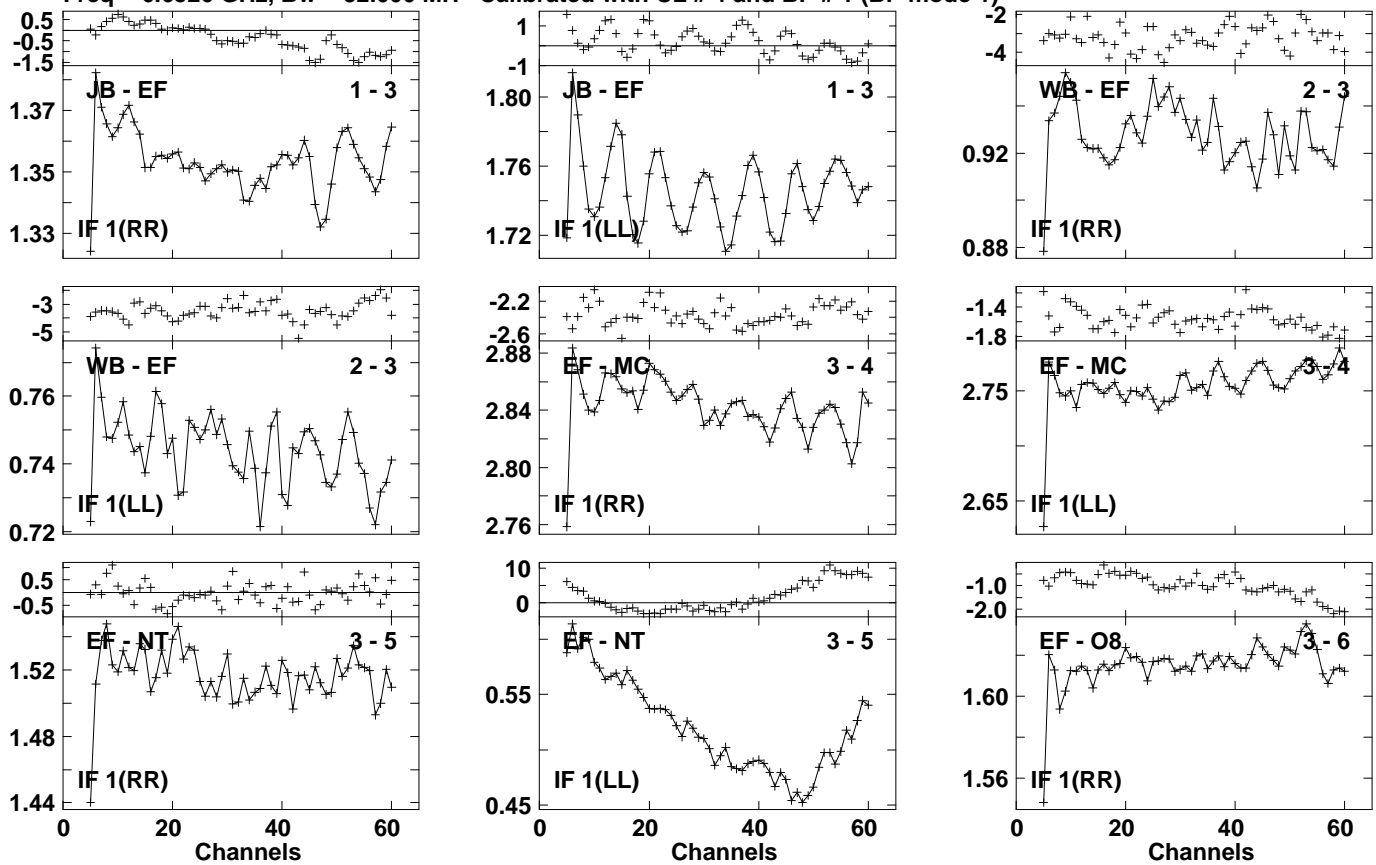 0.5
-0.5
-1.5
JB - EF 1 - 3
1.37
1.35
1.33
IF 1(RR)
1
-1
JB - EF 1 - 3
1.80
1.76
1.72
IF 1(LL)
-2
-4
WB - EF 2 - 3
0.92
0.88
IF 1(RR)
-3
-5
WB - EF 2 - 3
0.76
0.74
0.72
IF 1(LL)
-2.2
-2.6
EF - MC 3 - 4
2.88
2.84
2.80
2.76
IF 1(RR)
-1.4
-1.8
EF - MC 3 - 4
2.75
2.65
IF 1(LL)
0.5
-0.5
EF - NT 3 - 5
1.52
1.48
1.44
IF 1(RR)
0 20 40 60
Channels
10
0
EF - NT 3 - 5
0.55
0.45
IF 1(LL)
0 20 40 60
Channels
-1.0
-2.0
EF - O8 3 - 6
1.60
1.56
IF 1(RR)
0 20 40 60
Channels